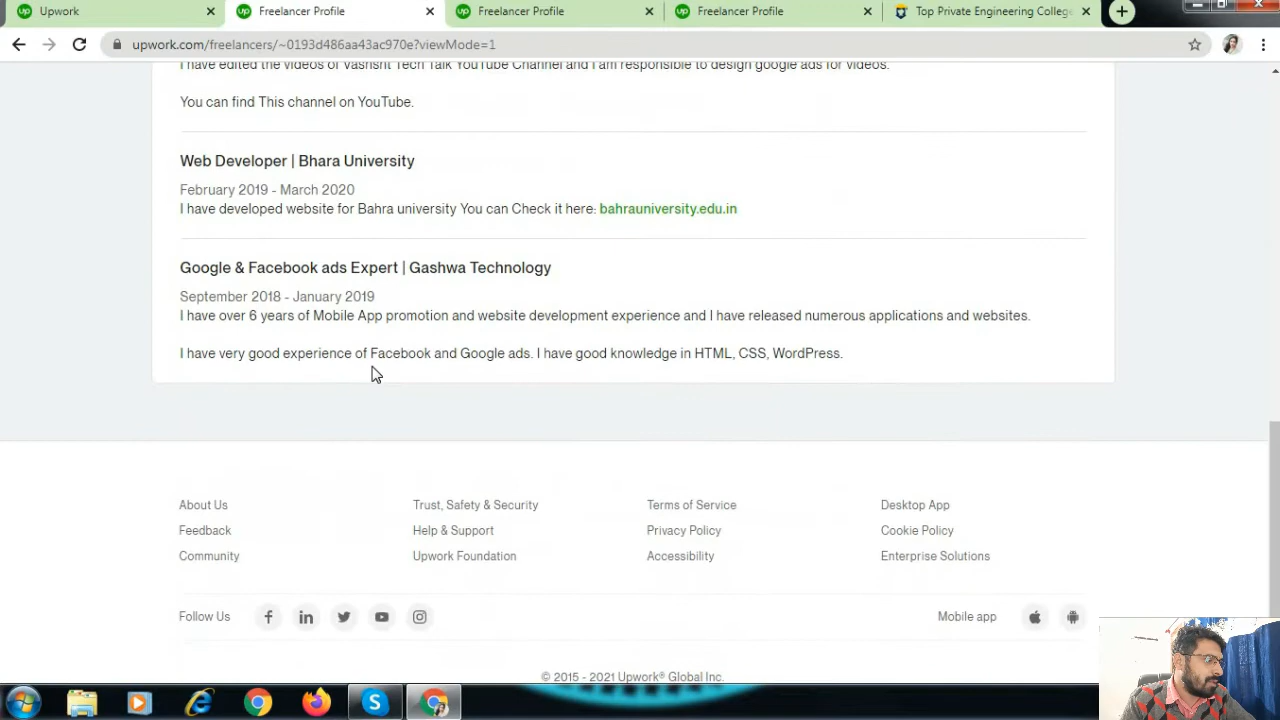 Upwork
Freelancer Profile
Freelancer Profile
Freelancer Profile
Top Private Engineering College
upwork.com/freelancers/~0193d486aa43ac970e?viewMode=1
I have edited the videos of Vashsht Tech Talk YouTube Channel and I am responsible to design google ads for videos.
You can find This channel on YouTube.
Web Developer | Bhara University
February 2019 - March 2020
I have developed website for Bahra university You can Check it here: bahrauniversity.edu.in
Google & Facebook ads Expert | Gashwa Technology
September 2018 - January 2019
I have over 6 years of Mobile App promotion and website development experience and I have released numerous applications and websites.
I have very good experience of Facebook and Google ads. I have good knowledge in HTML, CSS, WordPress.
About Us
Trust, Safety & Security
Terms of Service
Desktop App
Feedback
Help & Support
Privacy Policy
Cookie Policy
Community
Upwork Foundation
Accessibility
Enterprise Solutions
Follow Us
Mobile app
© 2015 - 2021 Upwork® Global Inc.